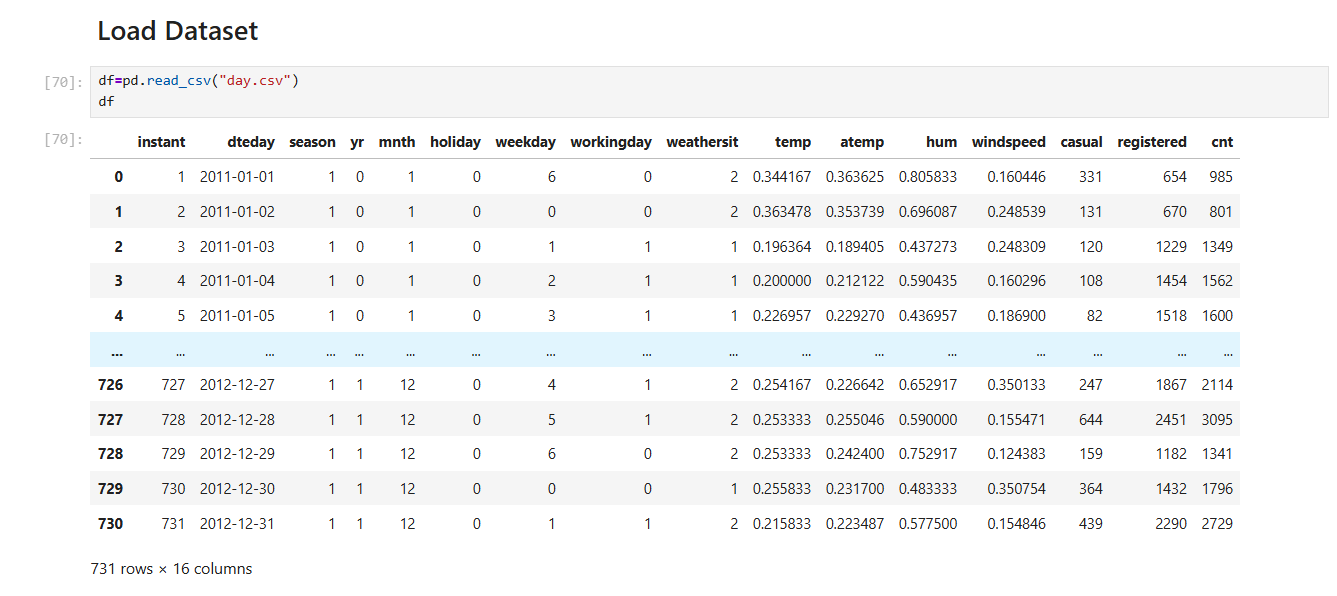 Load Dataset
[70]: df=pd.read_csv("day.csv")
df
[70]: instant dteday season yr mnth holiday weekday workingday weathersit temp atemp hum windspeed casual registered cnt
0 1 2011-01-01 1 0 1 0 6 0 2 0.344167 0.363625 0.805833 0.160446 331 654 985
1 2 2011-01-02 1 0 1 0 0 0 2 0.363478 0.353739 0.696087 0.248539 131 670 801
2 3 2011-01-03 1 0 1 0 1 1 1 0.196364 0.189405 0.437273 0.248309 120 1229 1349
3 4 2011-01-04 1 0 1 0 2 1 1 0.200000 0.212122 0.590435 0.160296 108 1454 1562
4 5 2011-01-05 1 0 1 0 3 1 1 0.226957 0.229270 0.436957 0.186900 82 1518 1600
... ... ... ... ... ... ... ... ... ... ... ... ... ... ... ... ...
726 727 2012-12-27 1 1 12 0 4 1 2 0.254167 0.226642 0.652917 0.350133 247 1867 2114
727 728 2012-12-28 1 1 12 0 5 1 2 0.253333 0.255046 0.590000 0.155471 644 2451 3095
728 729 2012-12-29 1 1 12 0 6 0 2 0.253333 0.242400 0.752917 0.124383 159 1182 1341
729 730 2012-12-30 1 1 12 0 0 0 1 0.255833 0.231700 0.483333 0.350754 364 1432 1796
730 731 2012-12-31 1 1 12 0 1 1 2 0.215833 0.223487 0.577500 0.154846 439 2290 2729
731 rows × 16 columns